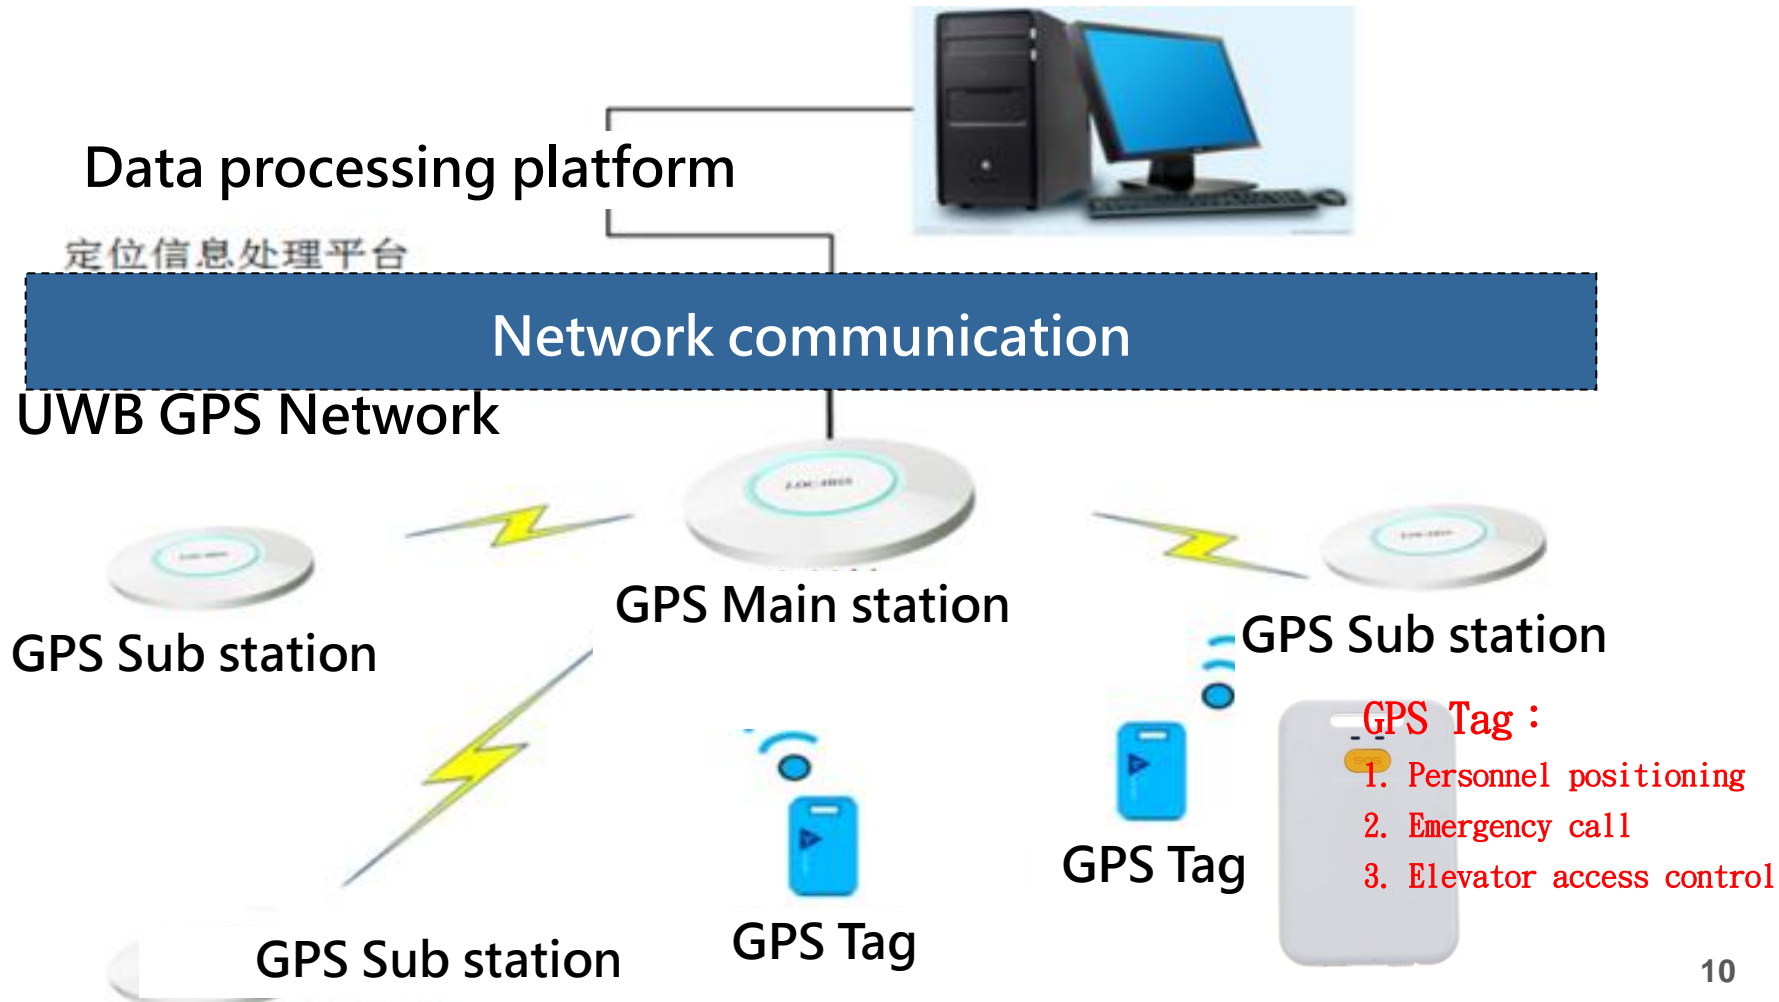 Data processing platform
定位信息处理平台
Network communication
UWB GPS Network
GPS Main station
GPS Sub station
GPS Sub station
GPS Tag：
SOS
1. Personnel positioning
2. Emergency call
3. Elevator access control
GPS Tag
GPS Tag
GPS Sub station
10